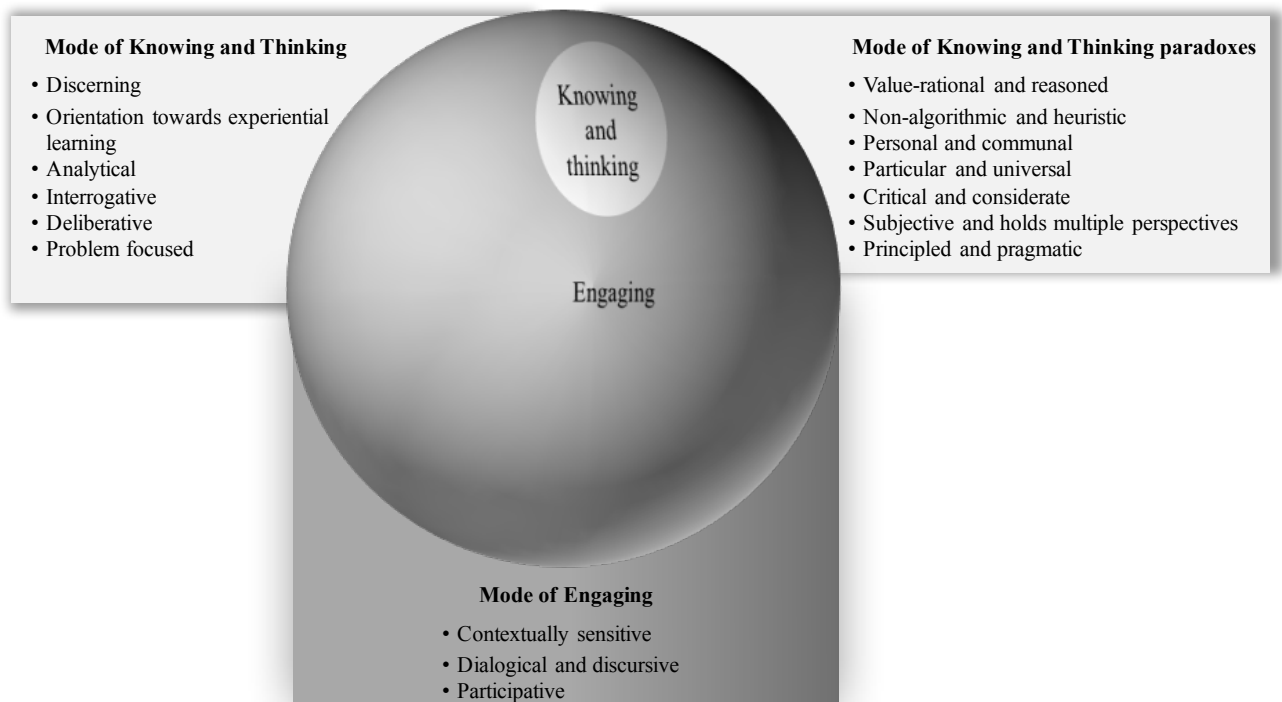 Mode of Knowing and Thinking
• Discerning
• Orientation towards experiential
learning
• Analytical
• Interrogative
• Deliberative
• Problem focused
Knowing
and
thinking
Engaging
Mode of Knowing and Thinking paradoxes
• Value-rational and reasoned
• Non-algorithmic and heuristic
• Personal and communal
• Particular and universal
• Critical and considerate
• Subjective and holds multiple perspectives
• Principled and pragmatic
Mode of Engaging
• Contextually sensitive
• Dialogical and discursive
• Participative